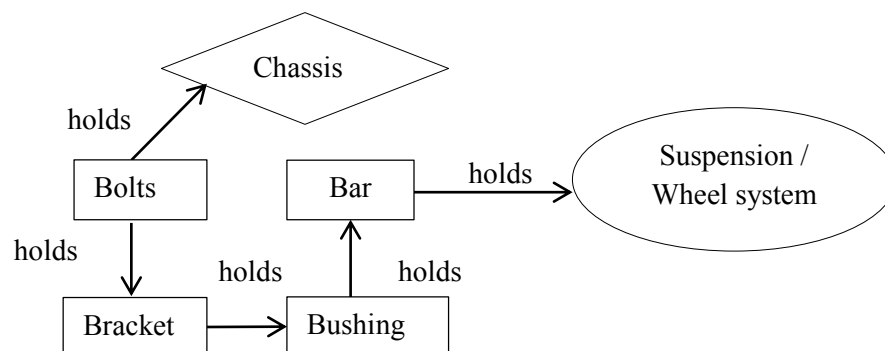 Chassis
holds
Bolts
Bar
holds
Suspension /
Wheel system
holds
holds
holds
Bracket
Bushing